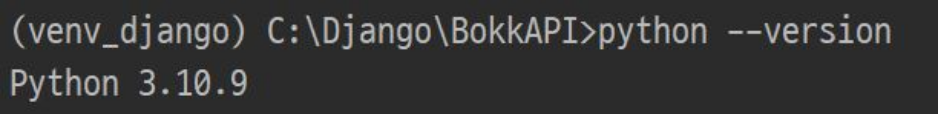 (venv_django) C:\Django\BokkAPI>python --version
Python 3.10.9